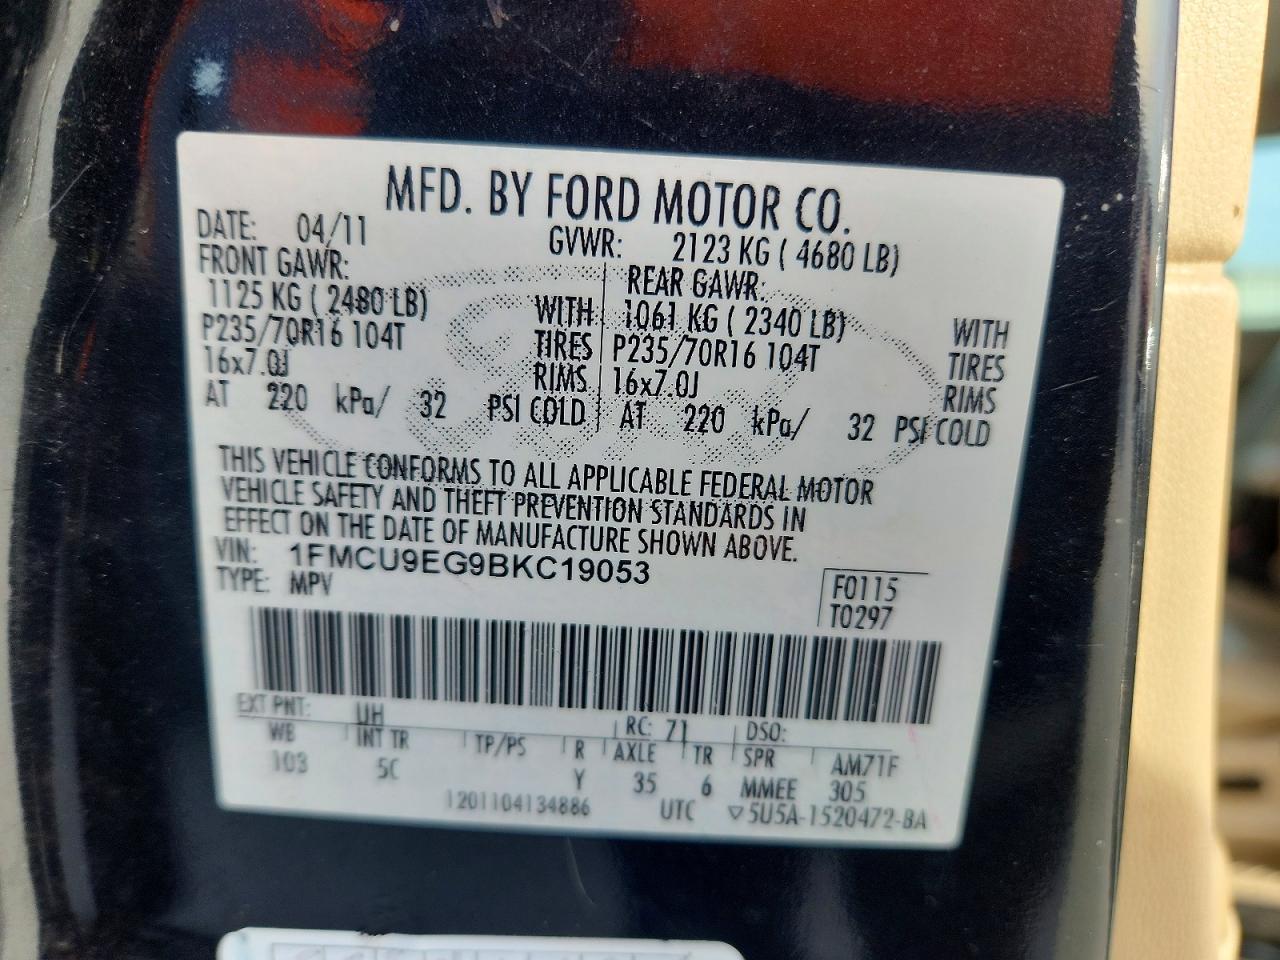 MFD. BY FORD MOTOR CO.
DATE: 04/11 GVWR: 2123 KG ( 4680 LB)
FRONT GAWR: REAR GAWR:
1125 KG ( 2480 LB) WITH 1061 KG ( 2340 LB) WITH
P235/70R16 104T TIRES P235/70R16 104T TIRES
16x7.0J RIMS 16x7.0J RIMS
AT 220 kPa/ 32 PSI COLD AT 220 kPa/ 32 PSI COLD
THIS VEHICLE CONFORMS TO ALL APPLICABLE FEDERAL MOTOR
VEHICLE SAFETY AND THEFT PREVENTION STANDARDS IN
EFFECT ON THE DATE OF MANUFACTURE SHOWN ABOVE.
VIN: 1FMCU9EG9BKC19053
TYPE: MPV
F0115
T0297
EXT PNT: UH RC: 71 DSO:
WB INT TR TP/PS R AXLE TR SPR AM71F
103 5C Y 35 6 MMEE 305
1201104134886 UTC ▽5U5A-1520472-BA